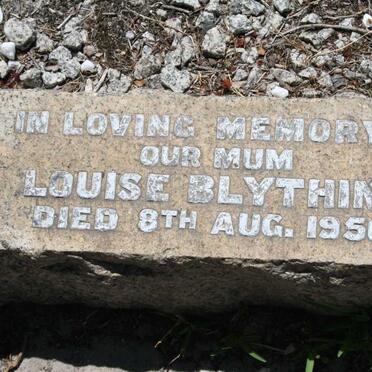 IN LOVING MEMORY
OUR MUM
LOUISE BLYTHIN
DIED 8TH AUG. 195